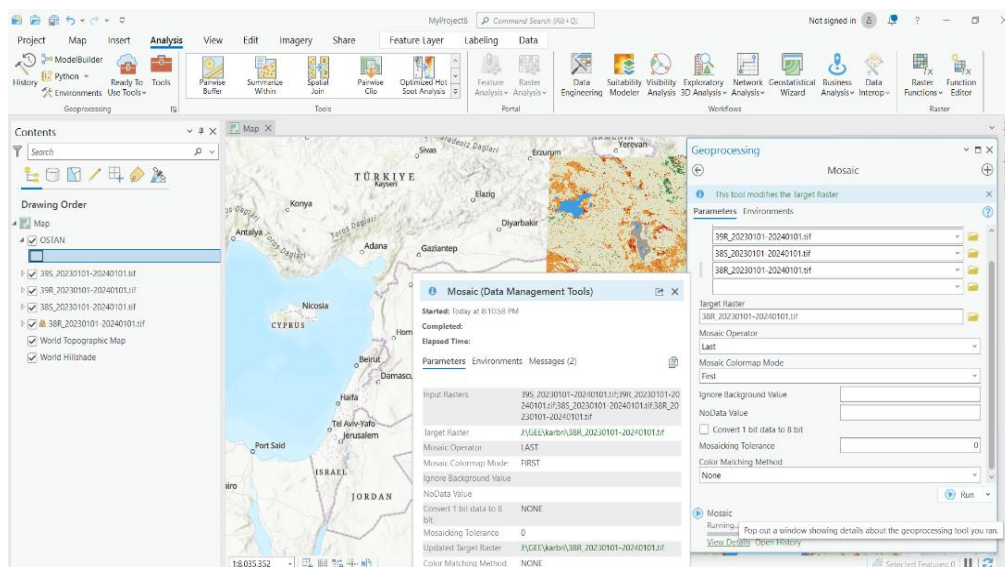 MyProject8
Command Search (Alt+Q)
Not signed in
Project Map Insert Analysis View Edit Imagery Share Feature Layer Labeling Data
History
ModelBuilder
Python
Environments
Ready To Use Tools
Tools
Geoprocessing
Pairwise Buffer
Summarize Within
Spatial Join
Pairwise Clip
Optimized Hot Spot Analysis
Tools
Feature Analysis
Raster Analysis
Portal
Data Engineering
Suitability Modeler
Visibility Analysis
Exploratory 3D Analysis
Network Analysis
Geostatistical Wizard
Business Analysis
Data Interop
Workflows
Raster Functions
Function Editor
Raster
Contents
Search
Drawing Order
Map
OSTAN
39S_20230101-20240101.tif
39R_20230101-20240101.tif
38S_20230101-20240101.tif
38R_20230101-20240101.tif
World Topographic Map
World Hillshade
Map
Sivas
Erzurum
Yerevan
TÜRKIYE
Kayseri
Elazig
Konya
Diyarbakir
Antalya
Toros Daglari
Adana
Gaziantep
Nicosia
CYPRUS
Hom
Beirut
Damascu
Haifa
Tel Aviv-Yafo
Jerusalem
Port Said
ISRAEL
iro
JORDAN
1:8,035,352
Mosaic (Data Management Tools)
Started: Today at 8:10:58 PM
Completed:
Elapsed Time:
Parameters Environments Messages (2)
Input Rasters
39S_20230101-20240101.tif;39R_20230101-20
240101.tif;38S_20230101-20240101.tif;38R_20
230101-20240101.tif
Target Raster J:\GEE\karbri\38R_20230101-20240101.tif
Mosaic Operator LAST
Mosaic Colormap Mode FIRST
Ignore Background Value
NoData Value
Convert 1 bit data to 8 bit NONE
Mosaicking Tolerance 0
Updated Target Raster J:\GEE\karbri\38R_20230101-20240101.tif
Color Matching Method NONE
Geoprocessing
Mosaic
This tool modifies the Target Raster
Parameters Environments
39R_20230101-20240101.tif
38S_20230101-20240101.tif
38R_20230101-20240101.tif
Target Raster
38R_20230101-20240101.tif
Mosaic Operator
Last
Mosaic Colormap Mode
First
Ignore Background Value
NoData Value
Convert 1 bit data to 8 bit
Mosaicking Tolerance 0
Color Matching Method
None
Run
Mosaic
Running...
Pop out a window showing details about the geoprocessing tool you ran.
View Details Open History
Selected Features: 0